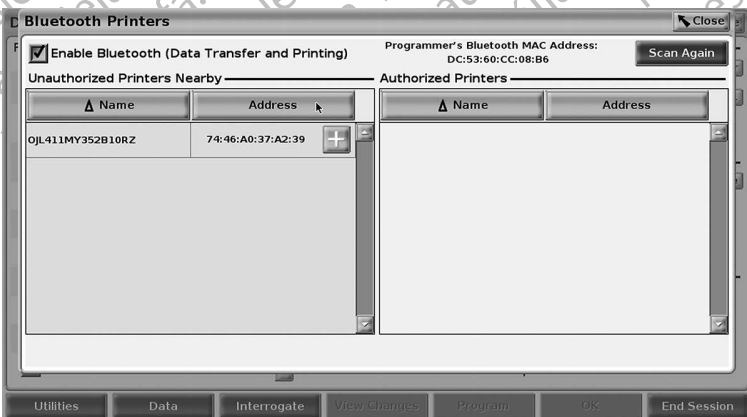 Bluetooth Printers
Close
Enable Bluetooth (Data Transfer and Printing)
Programmer's Bluetooth MAC Address:
DC:53:60:CC:08:B6
Scan Again
Unauthorized Printers Nearby
Authorized Printers
Δ Name
Address
Δ Name
Address
OJL411MY352B10RZ
74:46:A0:37:A2:39
+
Utilities
Data
Interrogate
View Changes
Program
OK
End Session